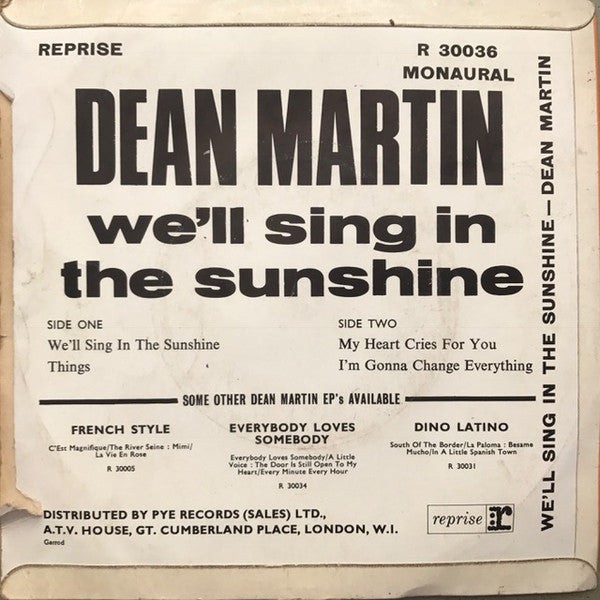 REPRISE
R 30036
MONAURAL
DEAN MARTIN
we'll sing in
the sunshine
SIDE ONE
We'll Sing In The Sunshine
Things
SIDE TWO
My Heart Cries For You
I'm Gonna Change Everything
SOME OTHER DEAN MARTIN EP's AVAILABLE
FRENCH STYLE
C'Est Magnifique/The River Seine : Mimi/
La Vie En Rose
R 30005
EVERYBODY LOVES
SOMEBODY
Everybody Loves Somebody/A Little
Voice : The Door Is Still Open To My
Heart/Every Minute Every Hour
R 30034
DINO LATINO
South Of The Border/La Paloma : Besame
Mucho/In A Little Spanish Town
R 30031
DISTRIBUTED BY PYE RECORDS (SALES) LTD.,
A.T.V. HOUSE, GT. CUMBERLAND PLACE, LONDON, W.I.
Garrod
reprise r:
WE'LL SING IN THE SUNSHINE — DEAN MARTIN